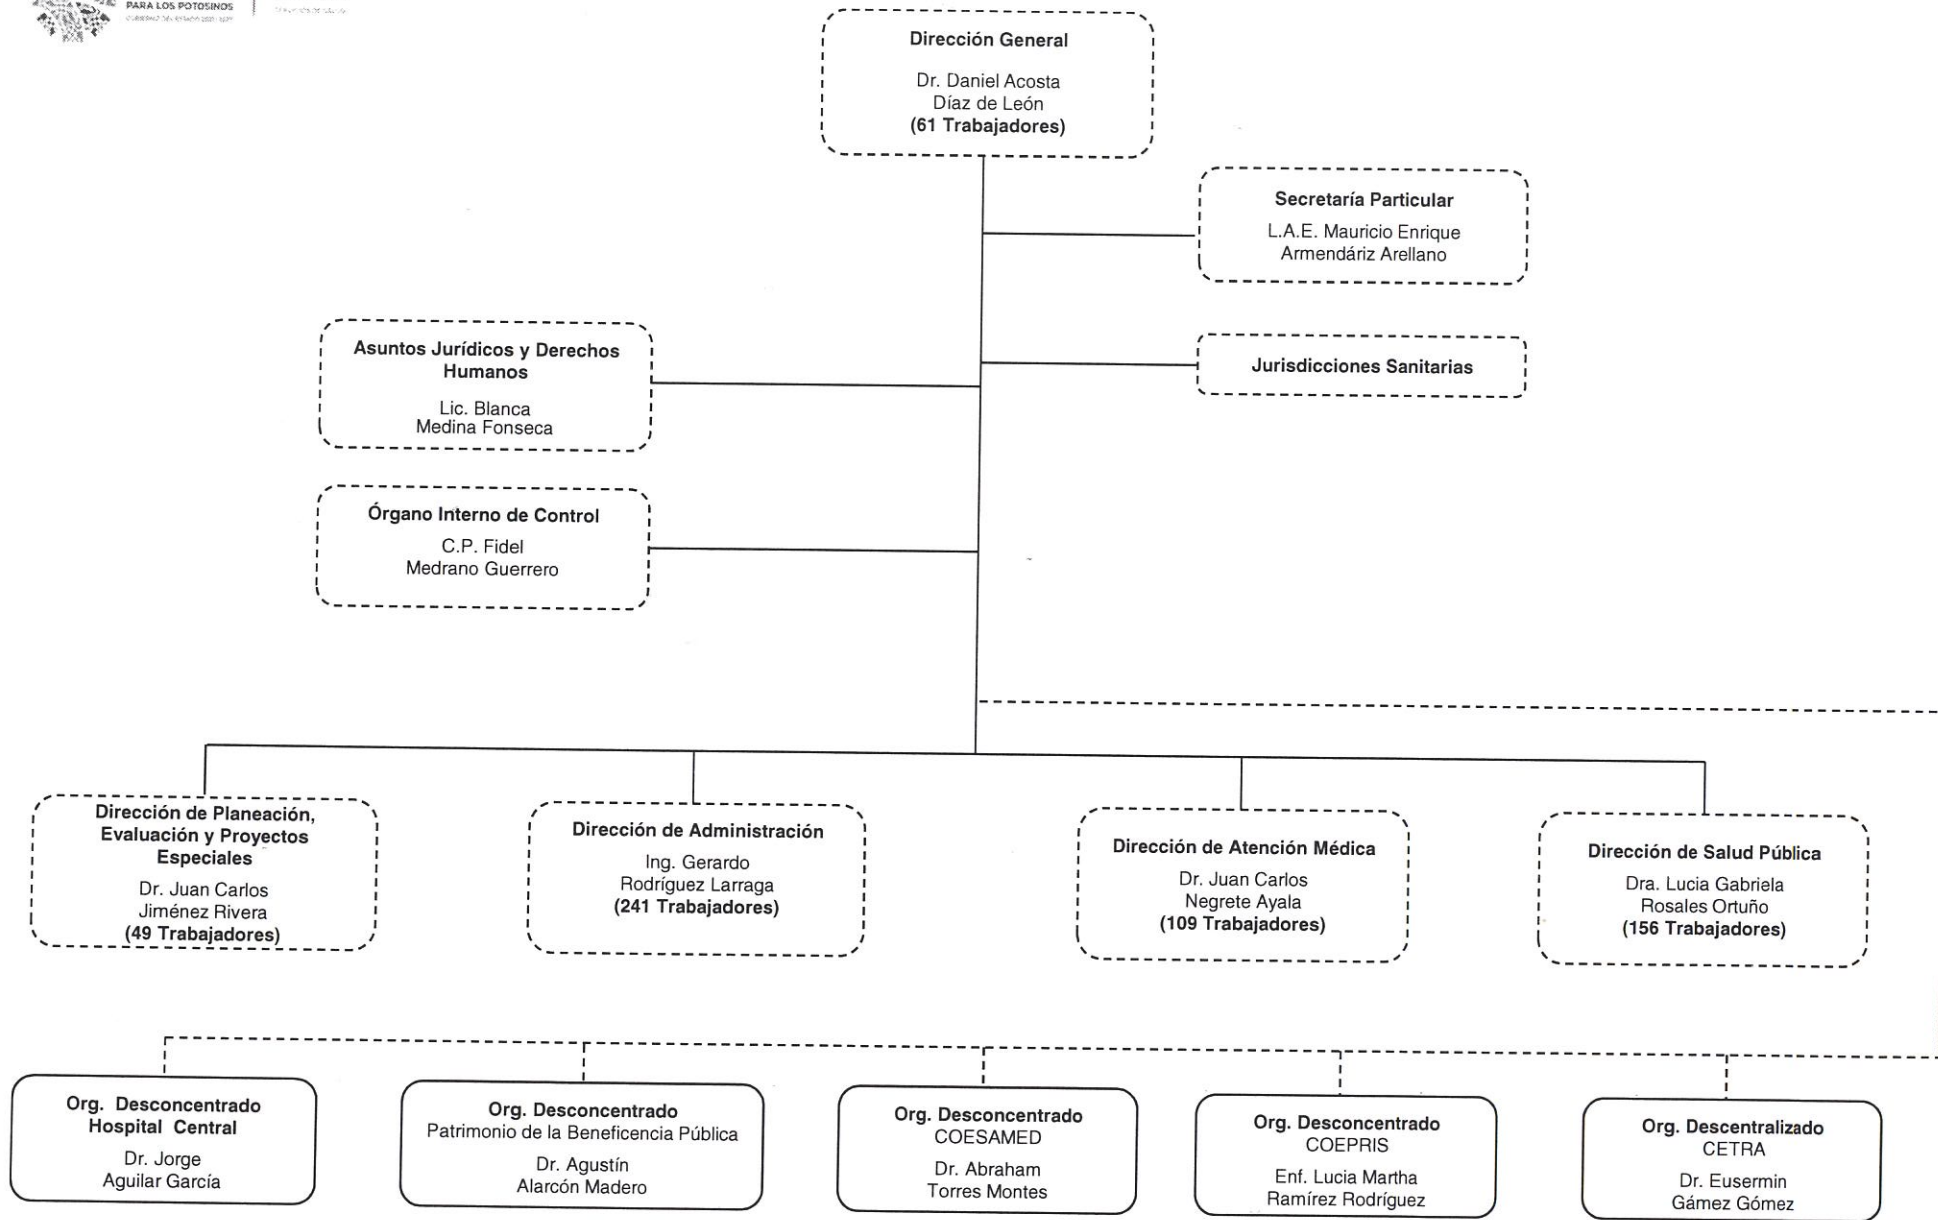 PARA LOS POTOSINOS
Dirección General
Dr. Daniel Acosta
Díaz de León
(61 Trabajadores)
Secretaría Particular
L.A.E. Mauricio Enrique
Armendáriz Arellano
Asuntos Jurídicos y Derechos
Humanos
Lic. Blanca
Medina Fonseca
Jurisdicciones Sanitarias
Órgano Interno de Control
C.P. Fidel
Medrano Guerrero
Dirección de Planeación,
Evaluación y Proyectos
Especiales
Dr. Juan Carlos
Jiménez Rivera
(49 Trabajadores)
Dirección de Administración
Ing. Gerardo
Rodríguez Larraga
(241 Trabajadores)
Dirección de Atención Médica
Dr. Juan Carlos
Negrete Ayala
(109 Trabajadores)
Dirección de Salud Pública
Dra. Lucia Gabriela
Rosales Ortuño
(156 Trabajadores)
Org. Desconcentrado
Hospital Central
Dr. Jorge
Aguilar García
Org. Desconcentrado
Patrimonio de la Beneficencia Pública
Dr. Agustín
Alarcón Madero
Org. Desconcentrado
COESAMED
Dr. Abraham
Torres Montes
Org. Desconcentrado
COEPRIS
Enf. Lucia Martha
Ramírez Rodríguez
Org. Descentralizado
CETRA
Dr. Eusermin
Gámez Gómez